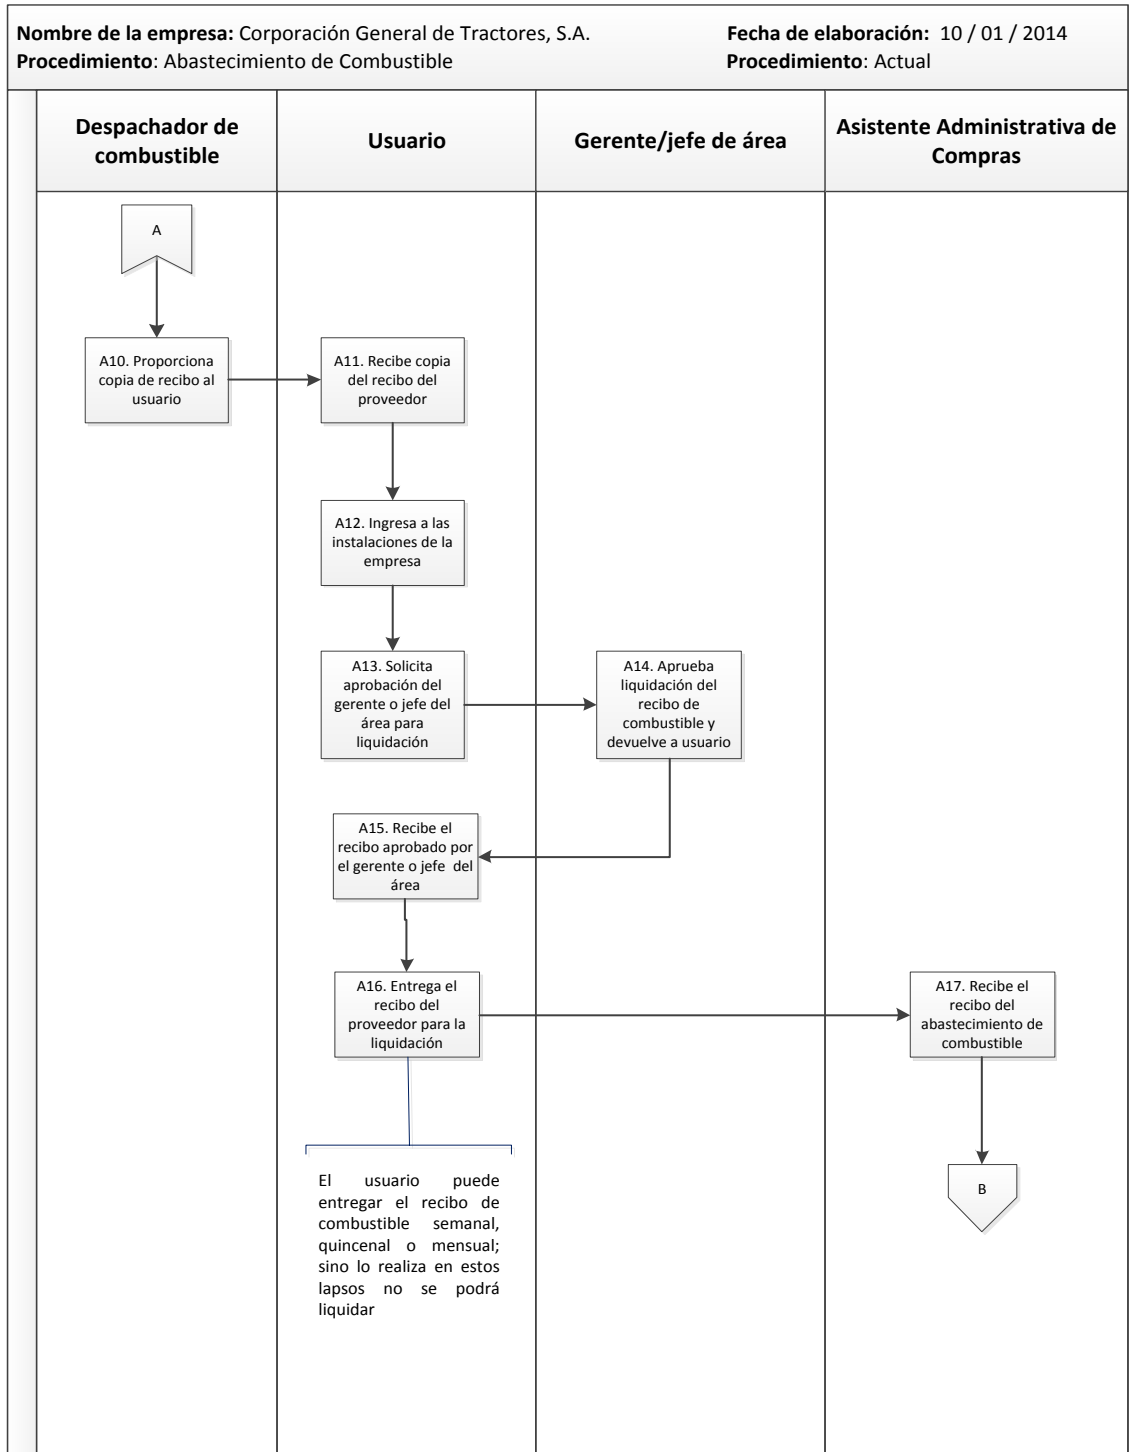 Nombre de la empresa: Corporación General de Tractores, S.A.
Fecha de elaboración: 10 / 01 / 2014
Procedimiento: Abastecimiento de Combustible
Procedimiento: Actual
Despachador de
combustible
Usuario
Gerente/jefe de área
Asistente Administrativa de
Compras
A
A10. Proporciona
copia de recibo al
usuario
A11. Recibe copia
del recibo del
proveedor
A12. Ingresa a las
instalaciones de la
empresa
A13. Solicita
aprobación del
gerente o jefe del
área para
liquidación
A14. Aprueba
liquidación del
recibo de
combustible y
devuelve a usuario
A15. Recibe el
recibo aprobado por
el gerente o jefe del
área
A16. Entrega el
recibo del
proveedor para la
liquidación
A17. Recibe el
recibo del
abastecimiento de
combustible
El usuario puede
entregar el recibo de
combustible semanal,
quincenal o mensual;
sino lo realiza en estos
lapsos no se podrá
liquidar
B